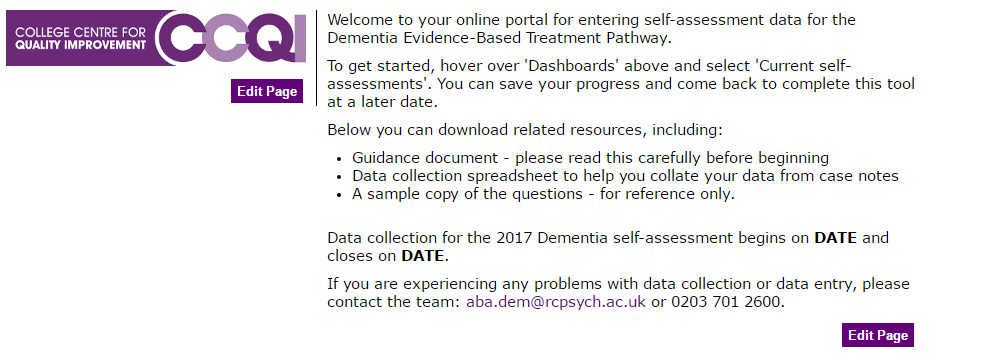 COLLEGE CENTRE FOR
QUALITY IMPROVEMENT
CCQI
Edit Page
Welcome to your online portal for entering self-assessment data for the
Dementia Evidence-Based Treatment Pathway.
To get started, hover over 'Dashboards' above and select 'Current self-
assessments'. You can save your progress and come back to complete this tool
at a later date.
Below you can download related resources, including:
• Guidance document - please read this carefully before beginning
• Data collection spreadsheet to help you collate your data from case notes
• A sample copy of the questions - for reference only.
Data collection for the 2017 Dementia self-assessment begins on DATE and
closes on DATE.
If you are experiencing any problems with data collection or data entry, please
contact the team: aba.dem@rcpsych.ac.uk or 0203 701 2600.
Edit Page